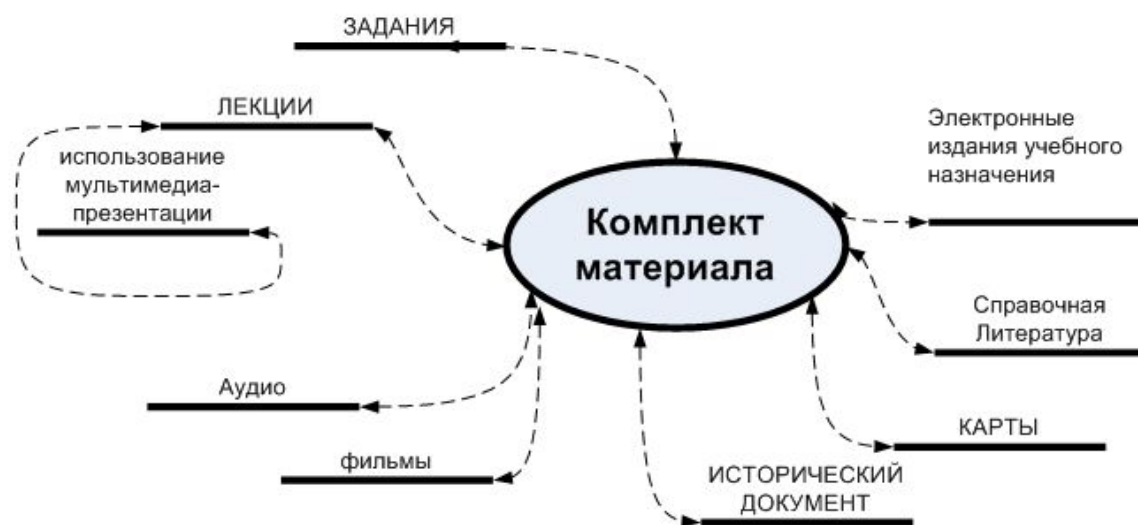 ЗАДАНИЯ
ЛЕКЦИИ
использование
мультимедиа-
презентации
Электронные
издания учебного
назначения
Комплект
материала
Справочная
Литература
Аудио
фильмы
КАРТЫ
ИСТОРИЧЕСКИЙ
ДОКУМЕНТ